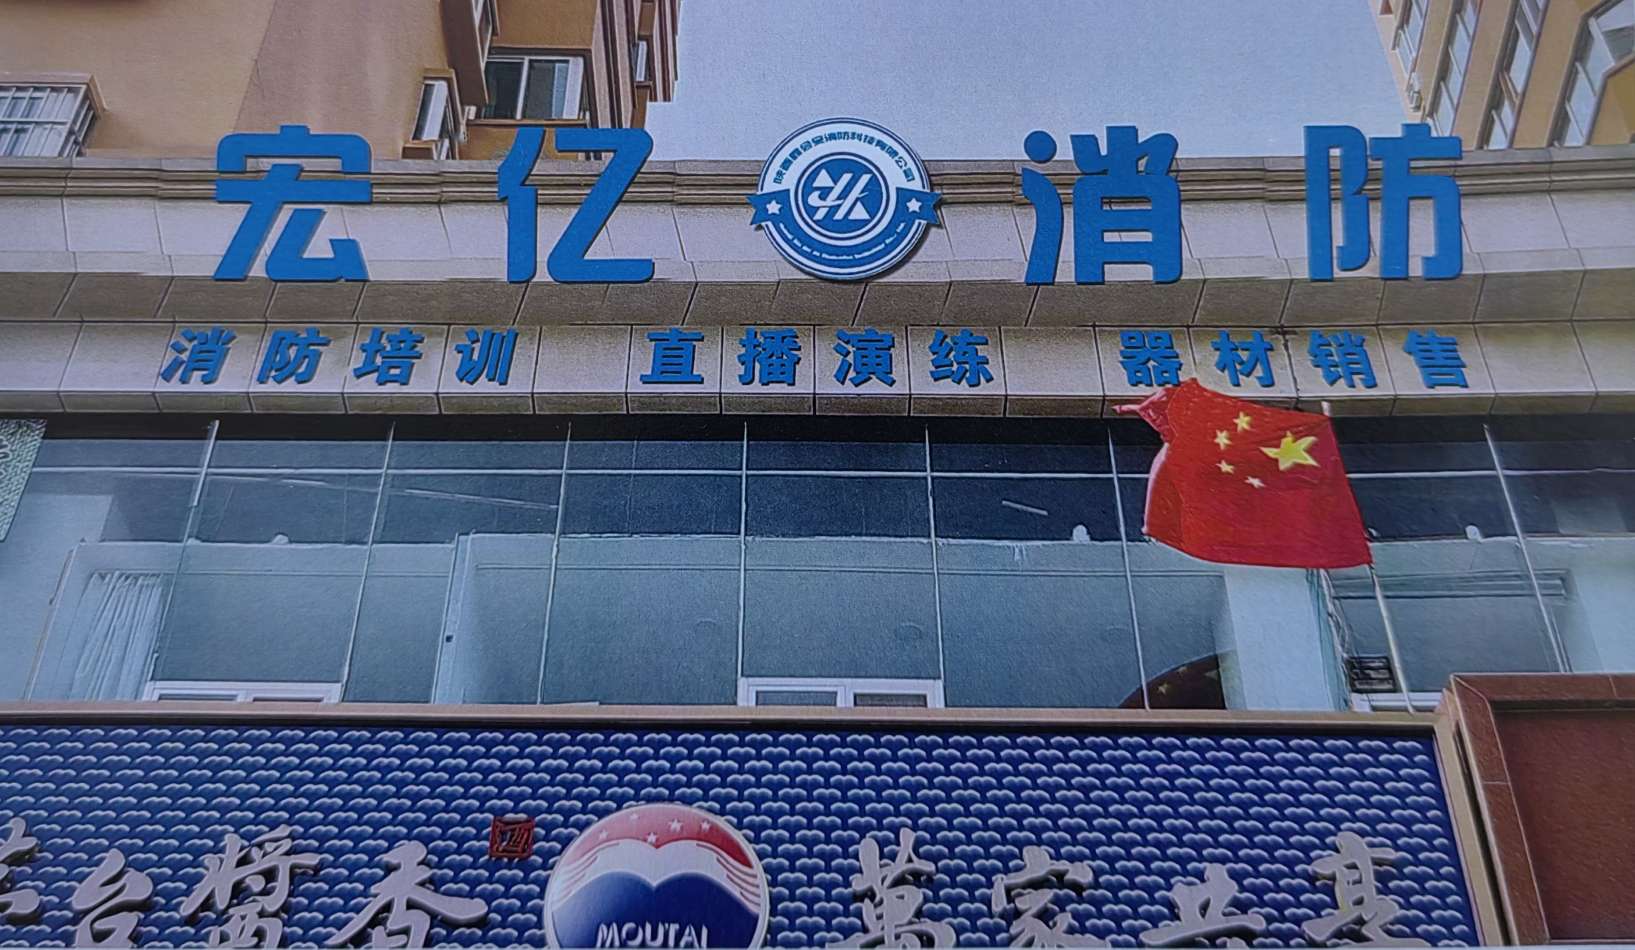 宏亿 消防
消防培训 直播演练 器材销售
台酱香 萬家共
MOUTAI